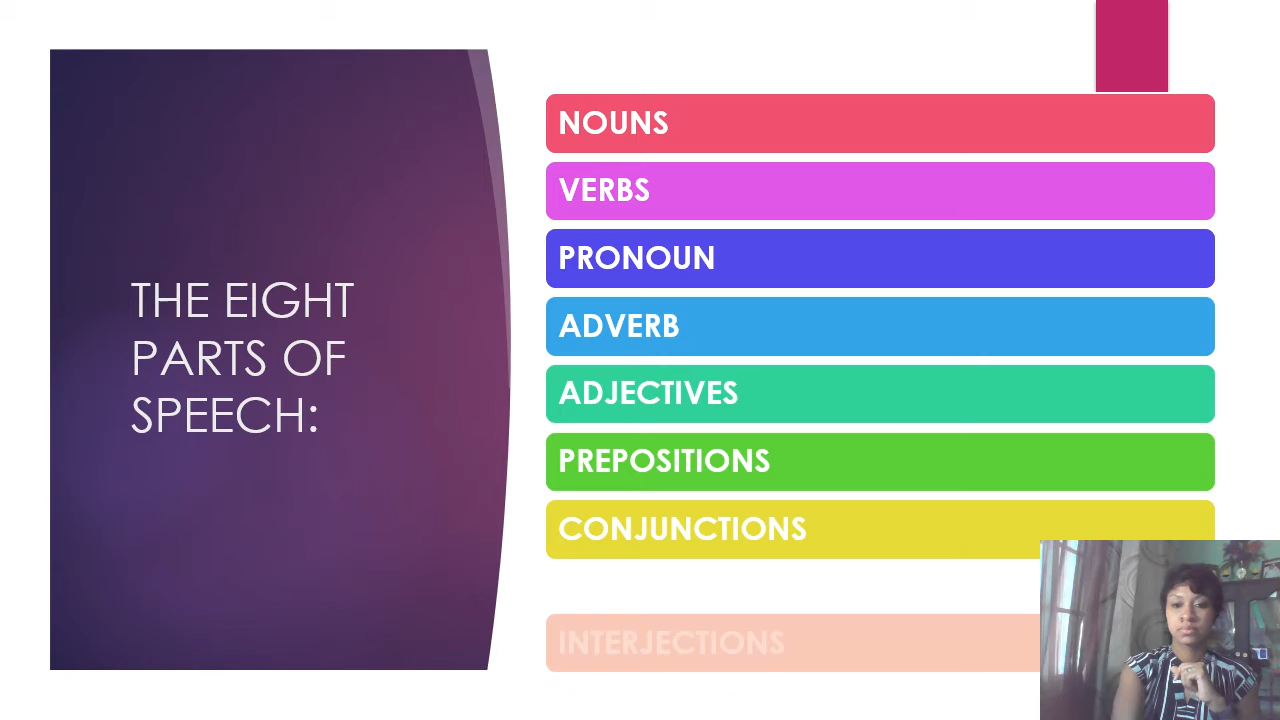 THE EIGHT
PARTS OF
SPEECH:
NOUNS
VERBS
PRONOUN
ADVERB
ADJECTIVES
PREPOSITIONS
CONJUNCTIONS
INTERJECTIONS